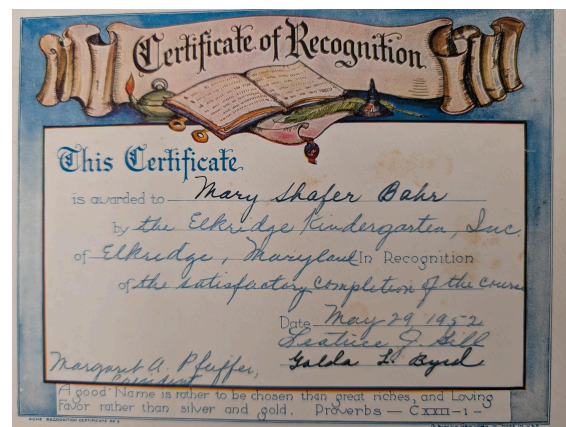 Certificate of Recognition
This Certificate
is awarded to Mary Shafer Bahr
by the Elkridge Kindergarten, Inc.
of Elkridge, Maryland In Recognition
of the satisfactory completion of the course
Date May 29, 1952
Beatrice J. Gill
Margaret A. Pfuffer, Golda L. Byrd
President
A good Name is rather to be chosen than great riches, and Loving
Favor rather than silver and gold. Proverbs - CXXII-1-